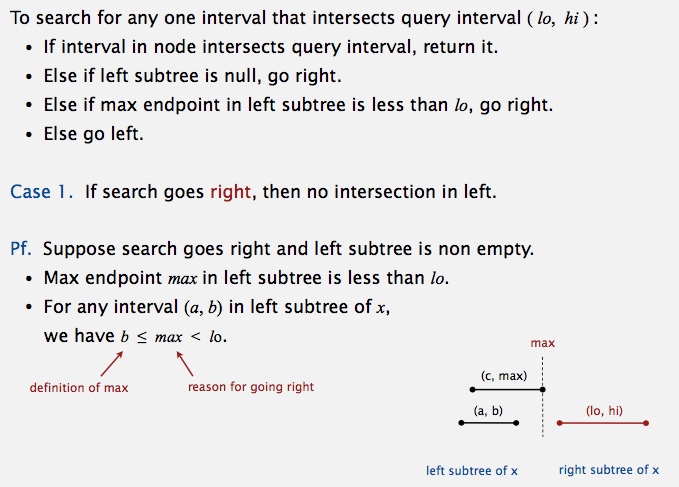 To search for any one interval that intersects query interval ( lo, hi ) :
• If interval in node intersects query interval, return it.
• Else if left subtree is null, go right.
• Else if max endpoint in left subtree is less than lo, go right.
• Else go left.
Case 1. If search goes right, then no intersection in left.
Pf. Suppose search goes right and left subtree is non empty.
• Max endpoint max in left subtree is less than lo.
• For any interval (a, b) in left subtree of x,
we have b ≤ max < lo.
definition of max
reason for going right
max
(c, max)
(a, b)
(lo, hi)
left subtree of x
right subtree of x